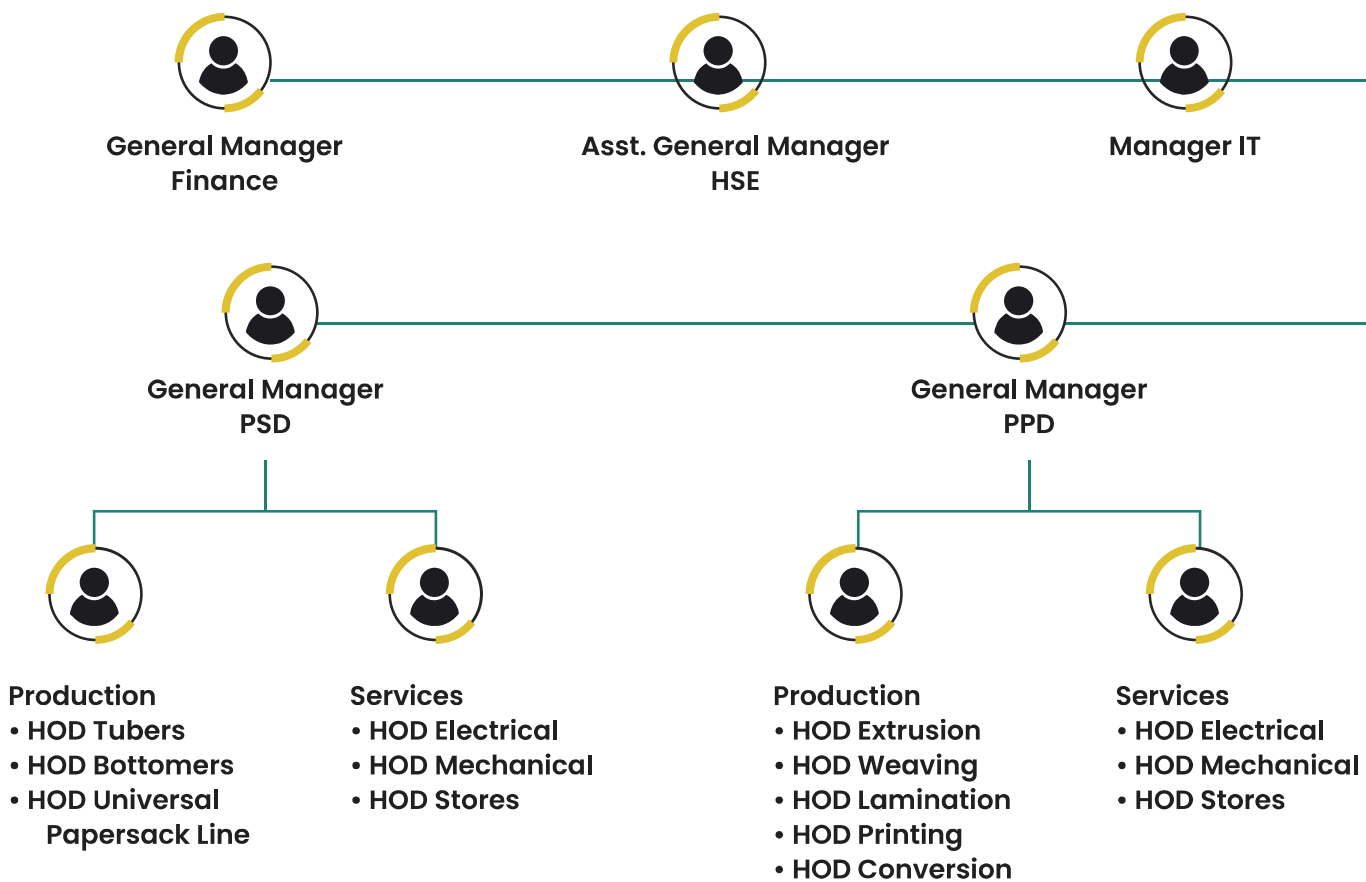 General Manager
Finance
Asst. General Manager
HSE
Manager IT
General Manager
PSD
General Manager
PPD
Production
• HOD Tubers
• HOD Bottomers
• HOD Universal
Papersack Line
Services
• HOD Electrical
• HOD Mechanical
• HOD Stores
Production
• HOD Extrusion
• HOD Weaving
• HOD Lamination
• HOD Printing
• HOD Conversion
Services
• HOD Electrical
• HOD Mechanical
• HOD Stores